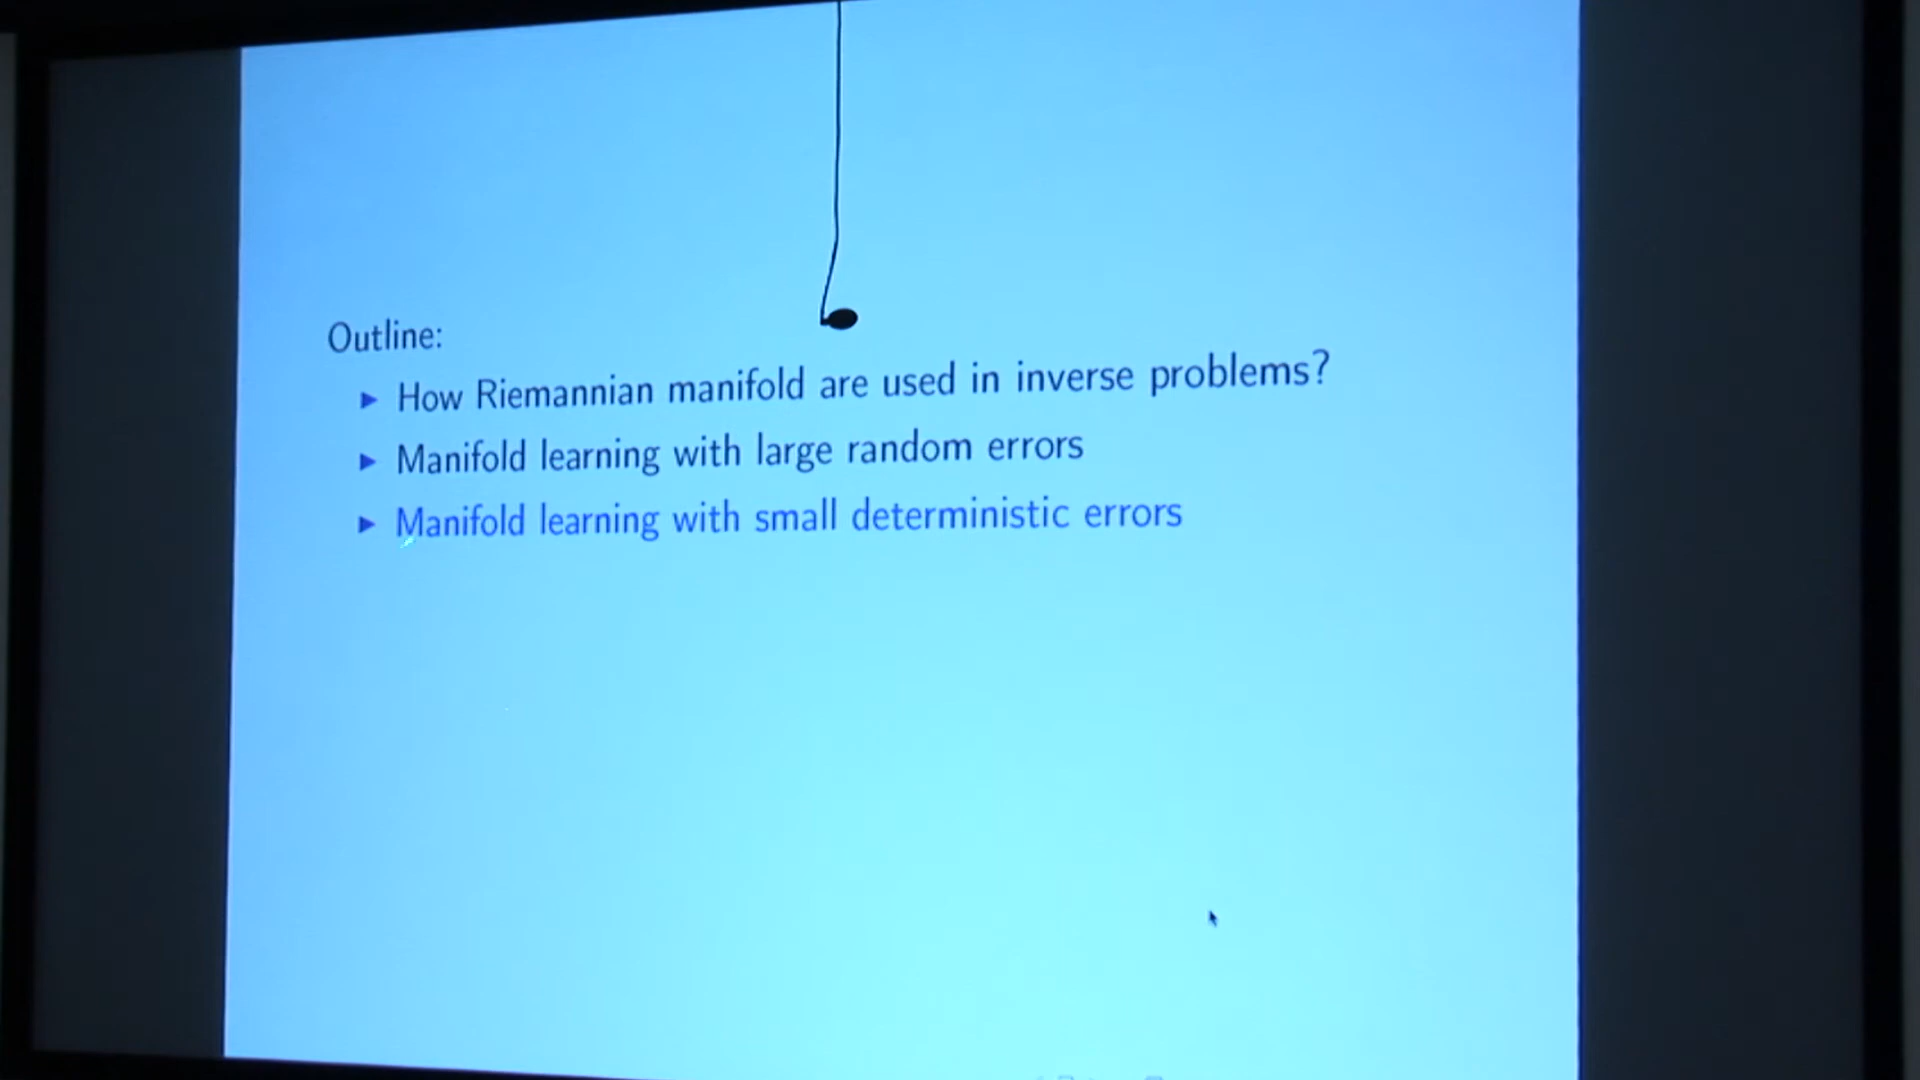 Outline:
▶ How Riemannian manifold are used in inverse problems?
▶ Manifold learning with large random errors
▶ Manifold learning with small deterministic errors